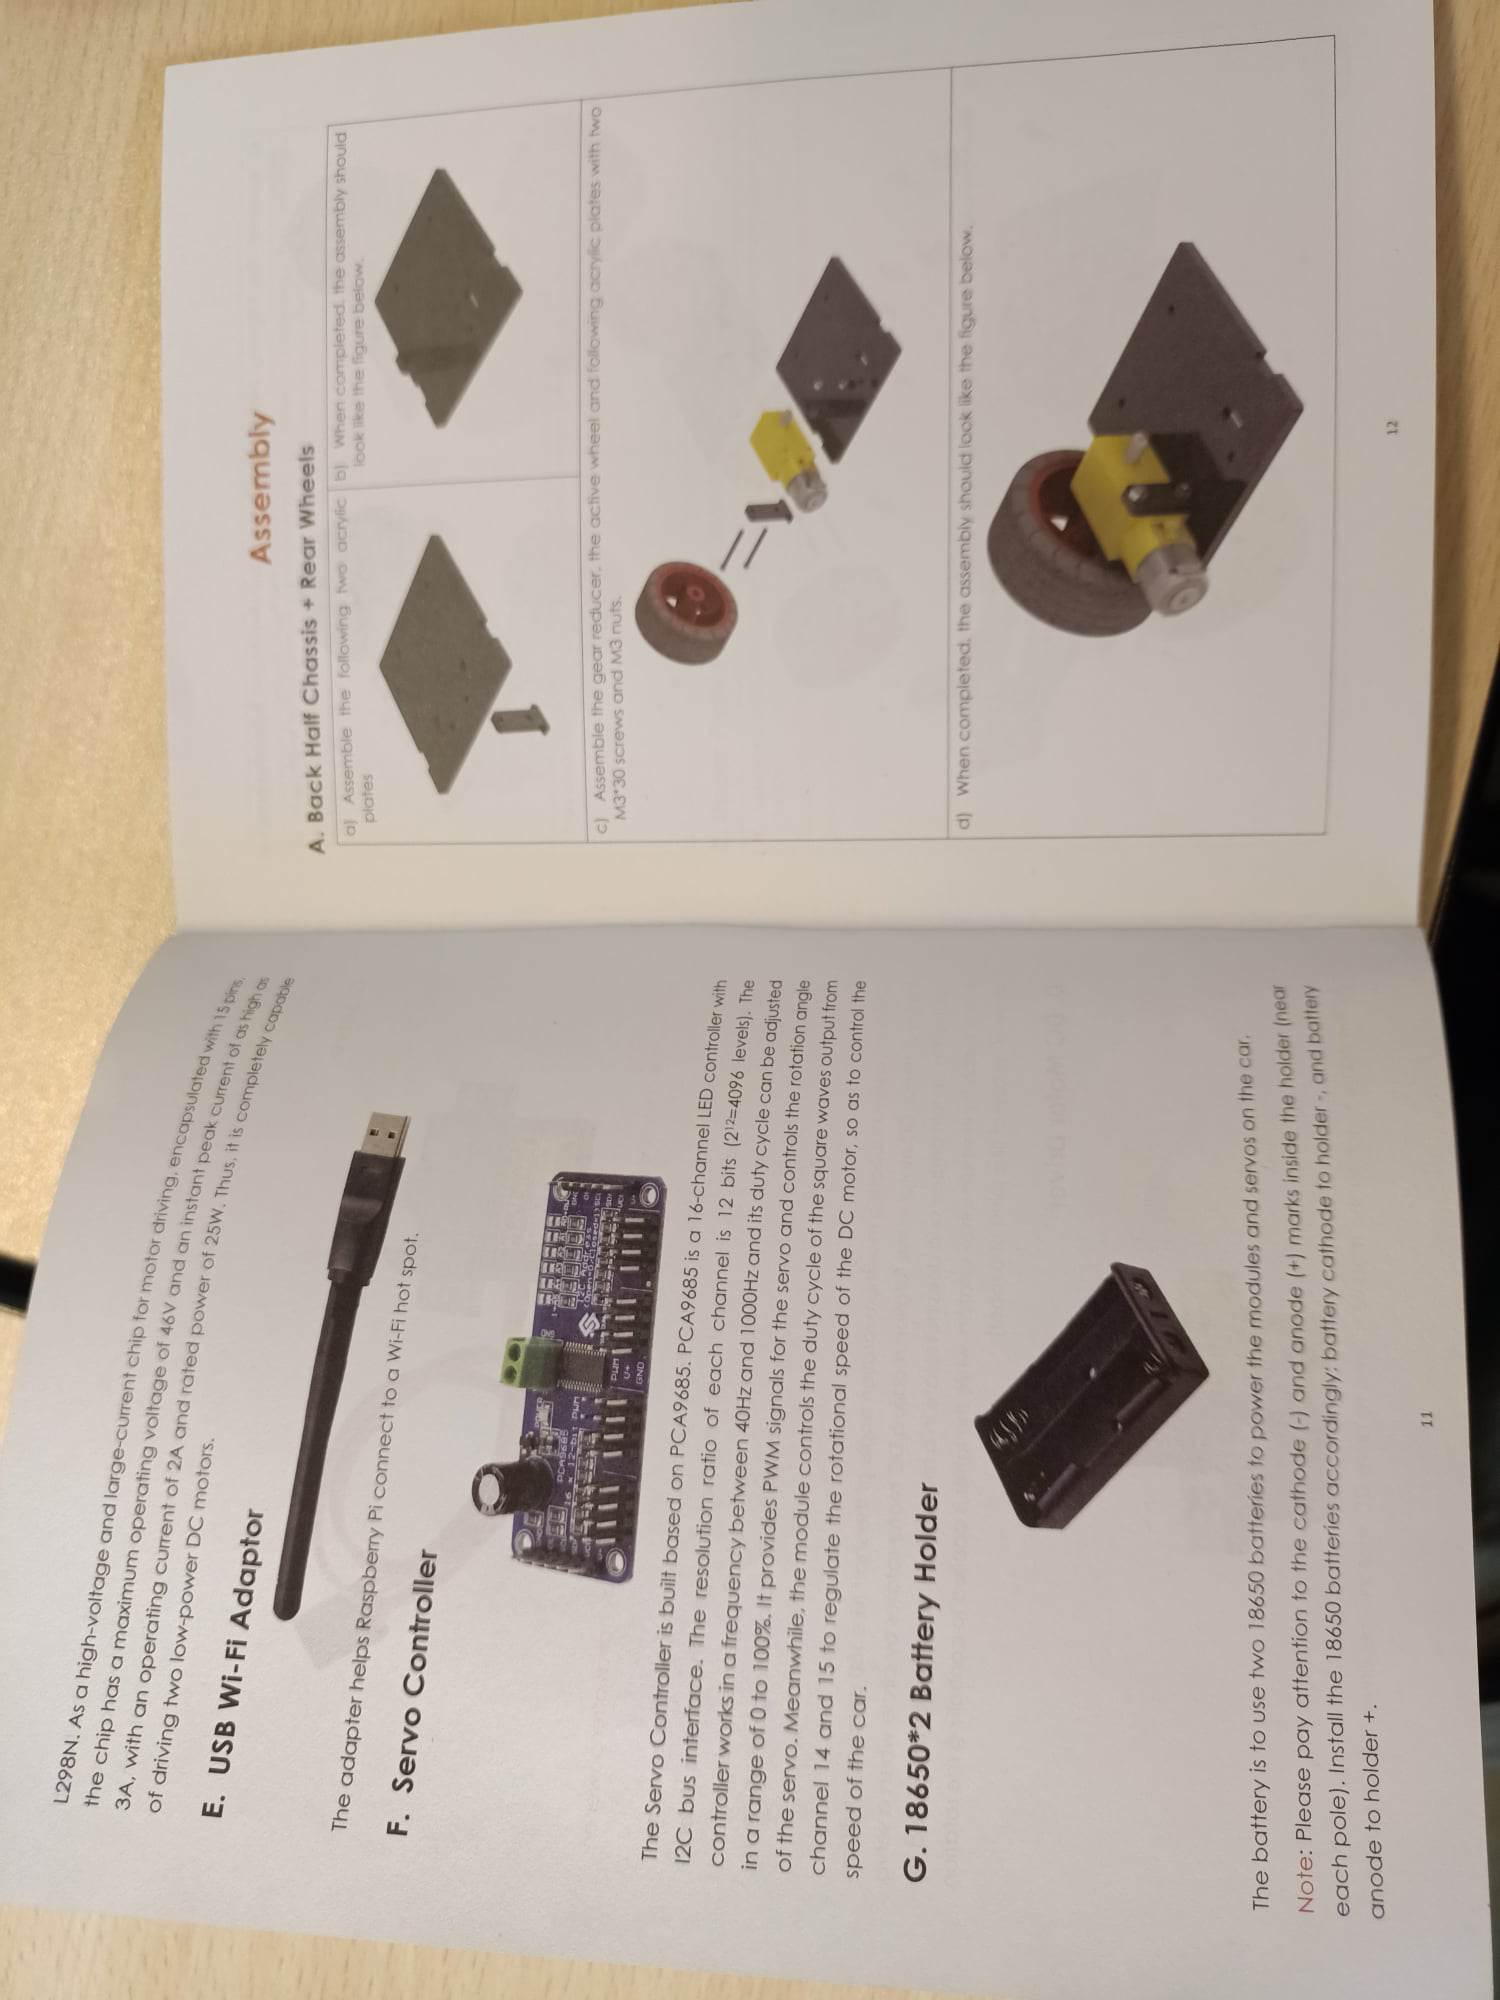 L298N. As a high-voltage and large-current chip for motor driving, encapsulated with 15 pins,
the chip has a maximum operating voltage of 46V and an instant peak current of as high as
3A, with an operating current of 2A and rated power of 25W. Thus, it is completely capable
of driving two low-power DC motors.
E. USB Wi-Fi Adaptor
The adapter helps Raspberry Pi connect to a Wi-Fi hot spot.
F. Servo Controller
PCA9685
16 x 12-bit PWM
I2C Address
PWM
V+
GND
The Servo Controller is built based on PCA9685. PCA9685 is a 16-channel LED controller with
I2C bus interface. The resolution ratio of each channel is 12 bits (2¹²=4096 levels). The
controller works in a frequency between 40Hz and 1000Hz and its duty cycle can be adjusted
in a range of 0 to 100%. It provides PWM signals for the servo and controls the rotation angle
of the servo. Meanwhile, the module controls the duty cycle of the square waves output from
channel 14 and 15 to regulate the rotational speed of the DC motor, so as to control the
speed of the car.
G. 18650*2 Battery Holder
The battery is to use two 18650 batteries to power the modules and servos on the car.
Note: Please pay attention to the cathode (-) and anode (+) marks inside the holder (near
each pole). Install the 18650 batteries accordingly: battery cathode to holder -, and battery
anode to holder +.
11
Assembly
A. Back Half Chassis + Rear Wheels
a) Assemble the following two acrylic
plates
b) When completed, the assembly should
look like the figure below.
c) Assemble the gear reducer, the active wheel and following acrylic plates with two
M3*30 screws and M3 nuts.
d) When completed, the assembly should look like the figure below.
12